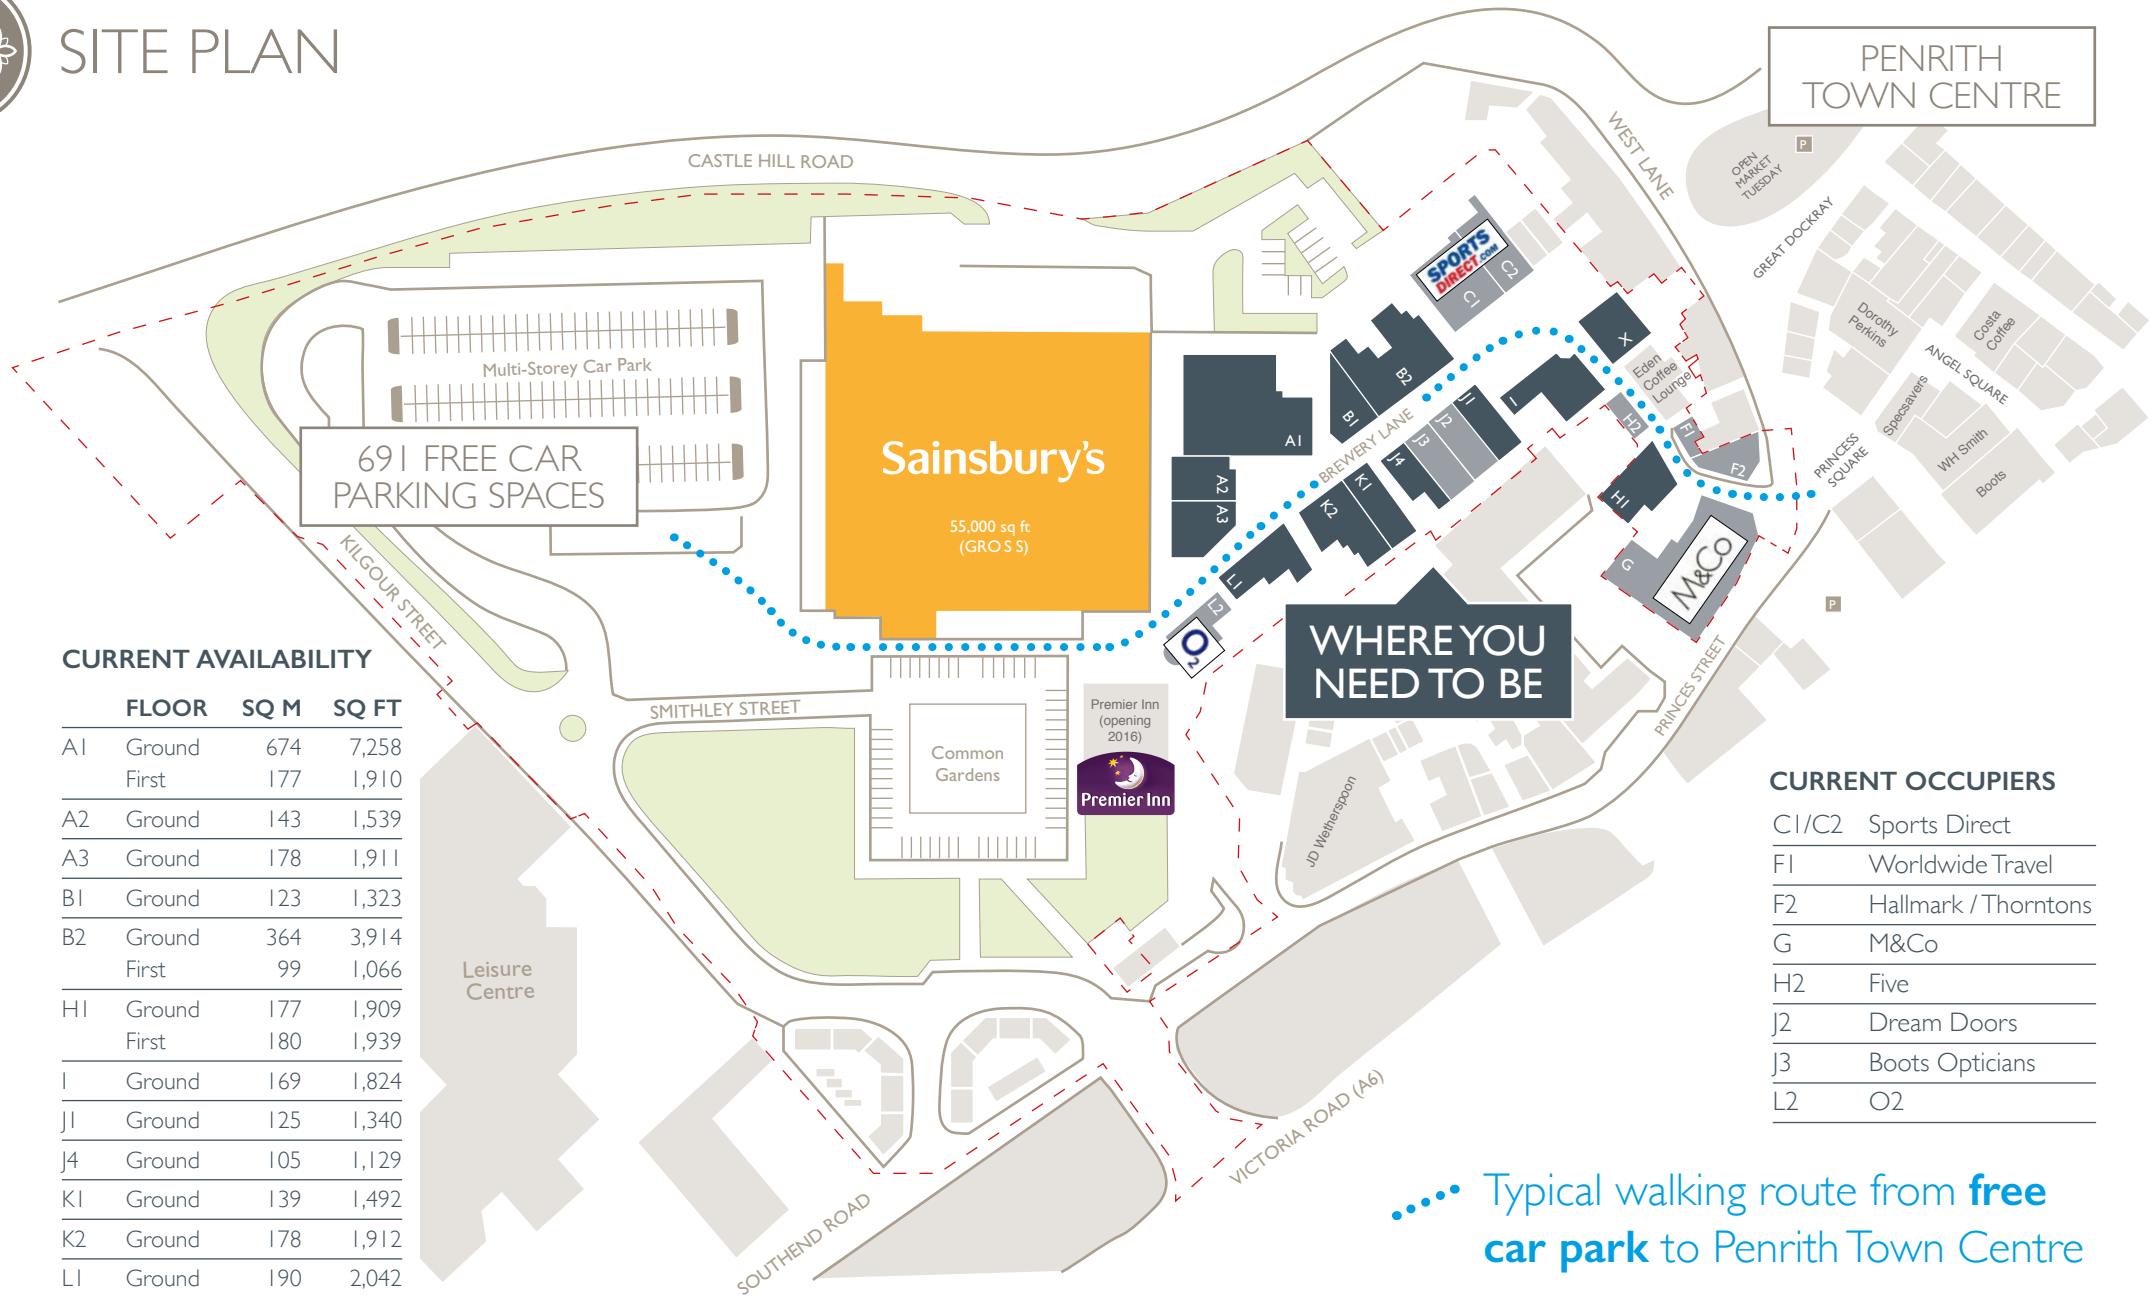 SITE PLAN
PENRITH
TOWN CENTRE
CASTLE HILL ROAD
WEST LANE
OPEN
MARKET
TUESDAY
P
GREAT DOCKRAY
SPORTS
DIRECT.COM
C1
C2
Dorothy
Perkins
Costa
Coffee
ANGEL SQUARE
Specsavers
WH Smith
Boots
PRINCESS
SQUARE
X
Eden
Coffee
Lounge
Multi-Storey Car Park
691 FREE CAR
PARKING SPACES
Sainsbury's
55,000 sq ft
(GROSS)
A1
A2
A3
B1
B2
BREWERY LANE
I
J1
J2
J3
J4
K1
K2
L1
L2
O2
H2
H1
F1
F2
G
M&Co
P
WHERE YOU
NEED TO BE
KILGOUR STREET
SMITHLEY STREET
Common
Gardens
Premier Inn
(opening
2016)
Premier Inn
JD Wetherspoon
PRINCES STREET
Leisure
Centre
SOUTHEND ROAD
VICTORIA ROAD (A6)
CURRENT AVAILABILITY
FLOOR SQ M SQ FT
A1 Ground 674 7,258
First 177 1,910
A2 Ground 143 1,539
A3 Ground 178 1,911
B1 Ground 123 1,323
B2 Ground 364 3,914
First 99 1,066
H1 Ground 177 1,909
First 180 1,939
I Ground 169 1,824
J1 Ground 125 1,340
J4 Ground 105 1,129
K1 Ground 139 1,492
K2 Ground 178 1,912
L1 Ground 190 2,042
CURRENT OCCUPIERS
C1/C2 Sports Direct
F1 Worldwide Travel
F2 Hallmark / Thorntons
G M&Co
H2 Five
J2 Dream Doors
J3 Boots Opticians
L2 O2
Typical walking route from free
car park to Penrith Town Centre